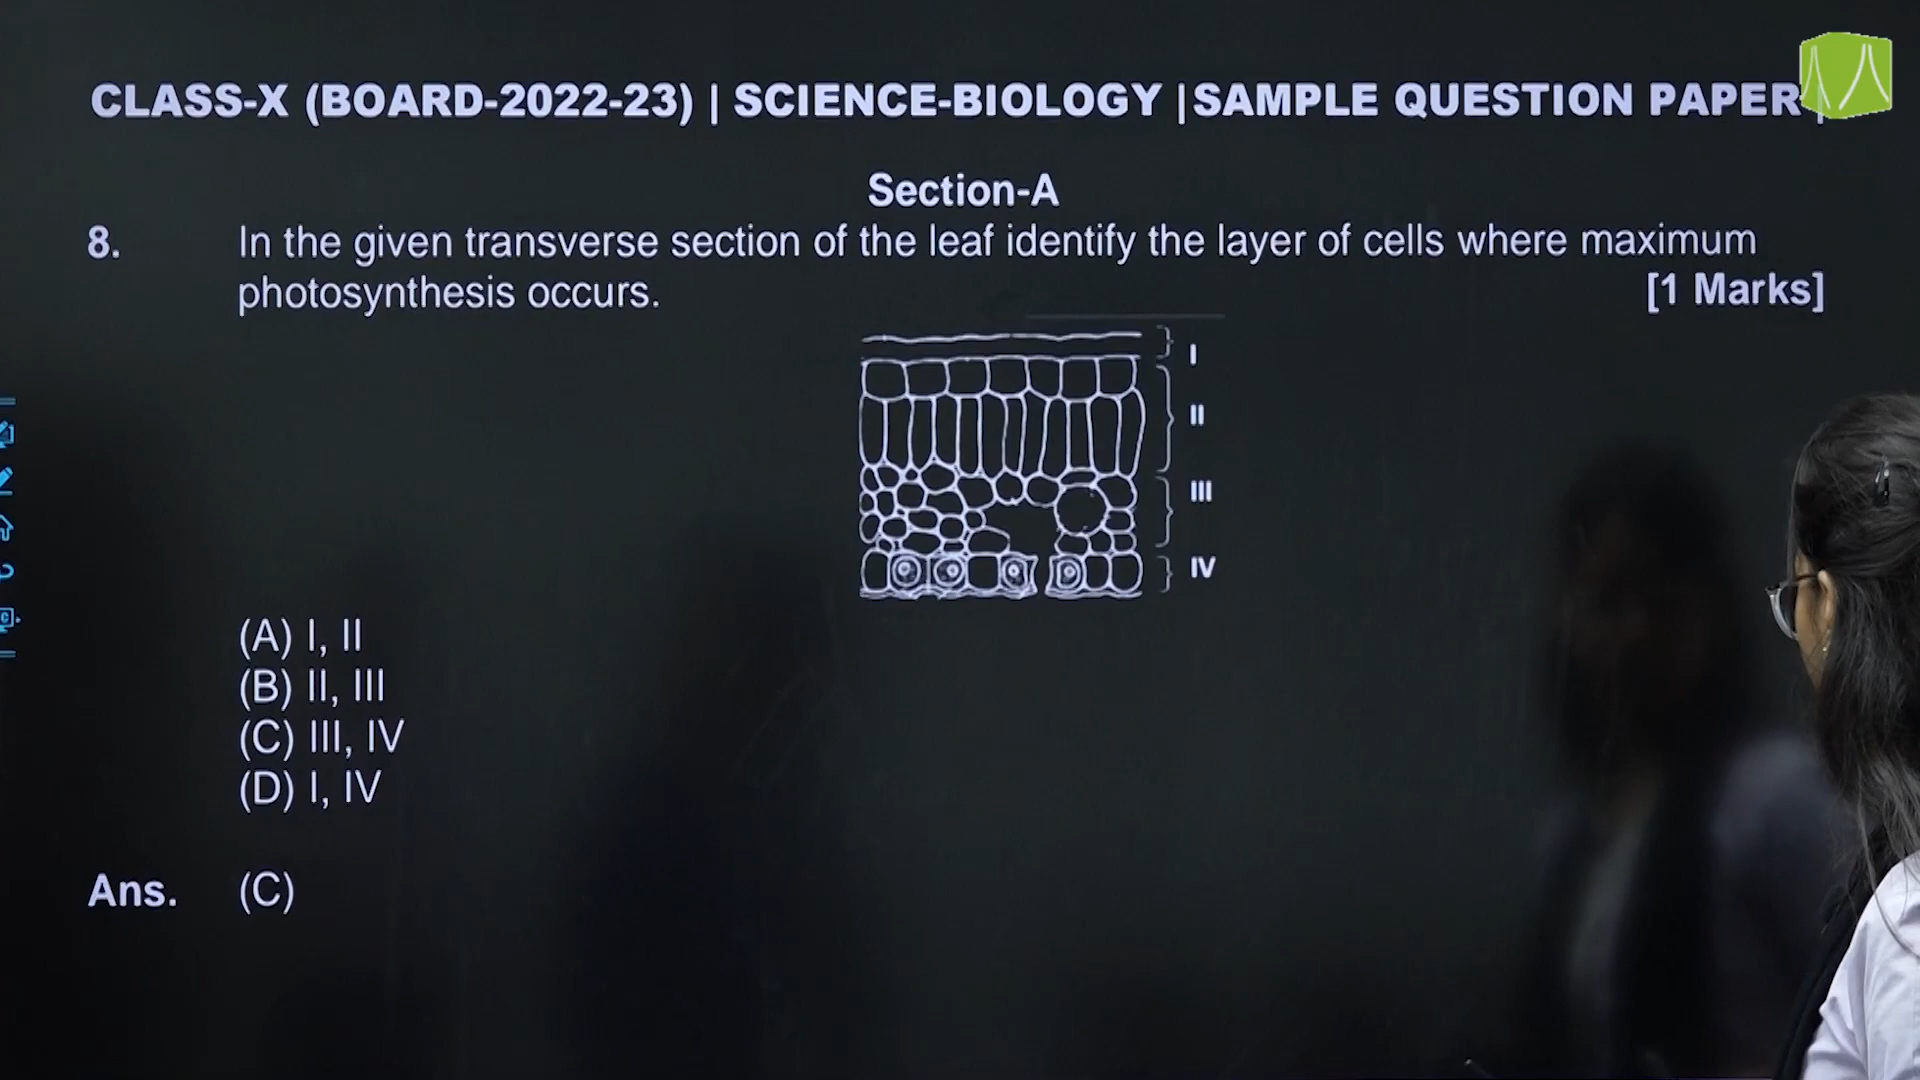 CLASS-X (BOARD-2022-23) | SCIENCE-BIOLOGY |SAMPLE QUESTION PAPER |
Section-A
8. In the given transverse section of the leaf identify the layer of cells where maximum
photosynthesis occurs. [1 Marks]
I
II
III
IV
(A) I, II
(B) II, III
(C) III, IV
(D) I, IV
Ans. (C)